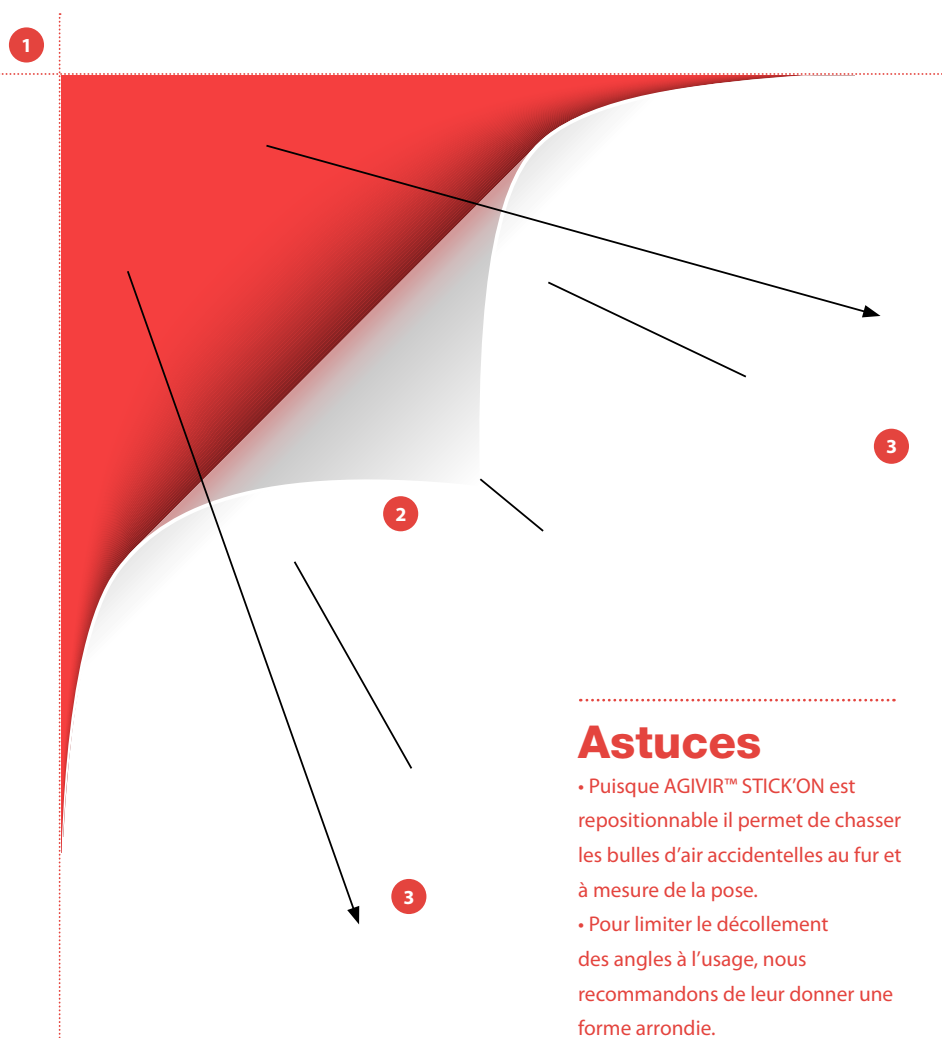 1
3
2
3
Astuces
• Puisque AGIVIR™ STICK’ON est
repositionnable il permet de chasser
les bulles d’air accidentelles au fur et
à mesure de la pose.
• Pour limiter le décollement
des angles à l’usage, nous
recommandons de leur donner une
forme arrondie.